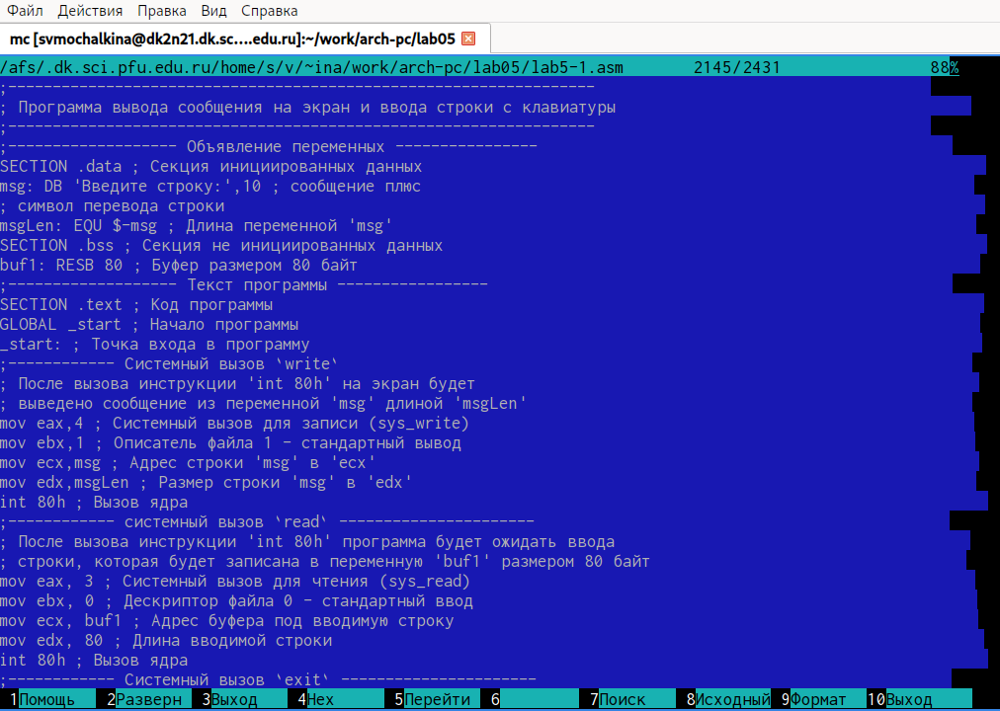 Файл Действия Правка Вид Справка
mc [svmochalkina@dk2n21.dk.sc....edu.ru]:~/work/arch-pc/lab05
/afs/.dk.sci.pfu.edu.ru/home/s/v/~ina/work/arch-pc/lab05/lab5-1.asm 2145/2431 88%
;------------------------------------------------------------------
; Программа вывода сообщения на экран и ввода строки с клавиатуры
;------------------------------------------------------------------
;------------------- Объявление переменных ----------------
SECTION .data ; Секция инициированных данных
msg: DB 'Введите строку:',10 ; сообщение плюс
; символ перевода строки
msgLen: EQU $-msg ; Длина переменной 'msg'
SECTION .bss ; Секция не инициированных данных
buf1: RESB 80 ; Буфер размером 80 байт
;------------------- Текст программы -----------------
SECTION .text ; Код программы
GLOBAL _start ; Начало программы
_start: ; Точка входа в программу
;------------ Системный вызов `write`
; После вызова инструкции 'int 80h' на экран будет
; выведено сообщение из переменной 'msg' длиной 'msgLen'
mov eax,4 ; Системный вызов для записи (sys_write)
mov ebx,1 ; Описатель файла 1 - стандартный вывод
mov ecx,msg ; Адрес строки 'msg' в 'ecx'
mov edx,msgLen ; Размер строки 'msg' в 'edx'
int 80h ; Вызов ядра
;------------ системный вызов `read` ----------------------
; После вызова инструкции 'int 80h' программа будет ожидать ввода
; строки, которая будет записана в переменную 'buf1' размером 80 байт
mov eax, 3 ; Системный вызов для чтения (sys_read)
mov ebx, 0 ; Дескриптор файла 0 - стандартный ввод
mov ecx, buf1 ; Адрес буфера под вводимую строку
mov edx, 80 ; Длина вводимой строки
int 80h ; Вызов ядра
;------------ Системный вызов `exit` ----------------------
1Помощь 2Разверн 3Выход 4Hex 5Перейти 6 7Поиск 8Исходный 9Формат 10Выход